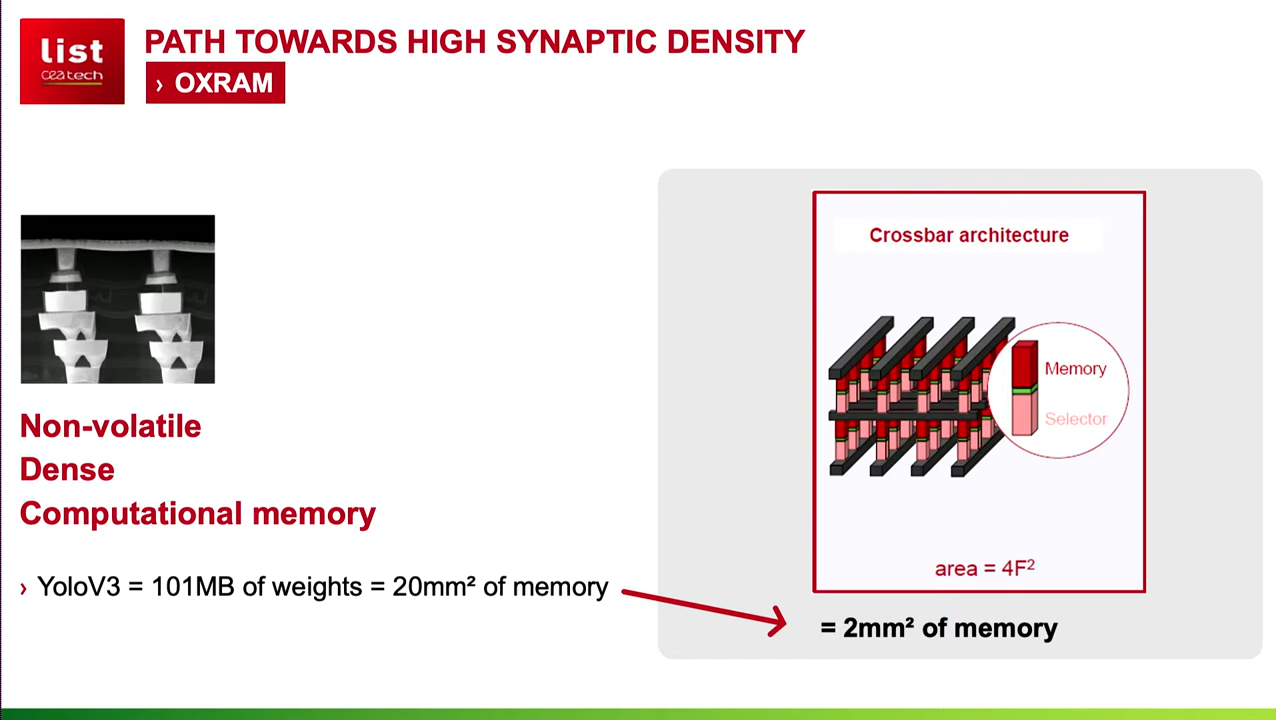 list
ceatech
PATH TOWARDS HIGH SYNAPTIC DENSITY
› OXRAM
Non-volatile
Dense
Computational memory
› YoloV3 = 101MB of weights = 20mm² of memory
Crossbar architecture
Memory
Selector
area = 4F²
= 2mm² of memory